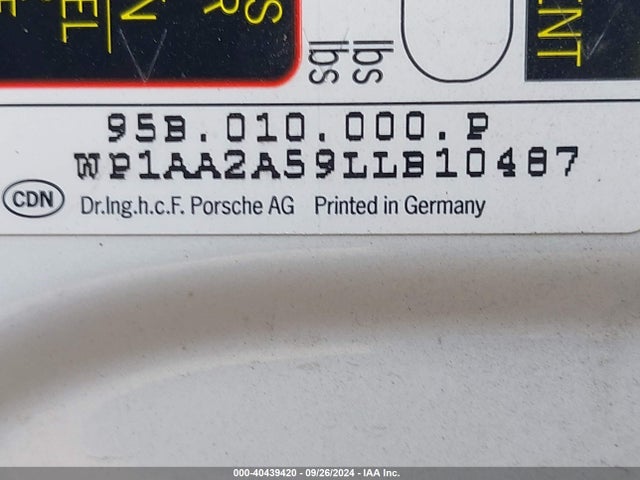 lbs
lbs
ENT
95B.010.000.P
WP1AA2A59LLB10487
CDN Dr.Ing.h.c.F. Porsche AG Printed in Germany
000-40439420 - 09/26/2024 - IAA Inc.